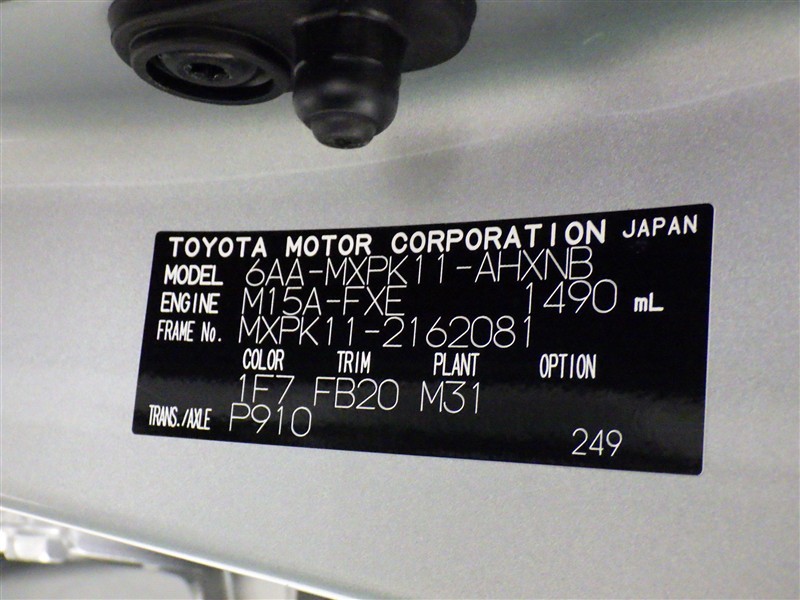 TOYOTA MOTOR CORPORATION JAPAN
MODEL 6AA-MXPK11-AHXNB
ENGINE M15A-FXE 1490 mL
FRAME No. MXPK11-2162081
COLOR TRIM PLANT OPTION
1F7 FB20 M31
TRANS./AXLE P910
249